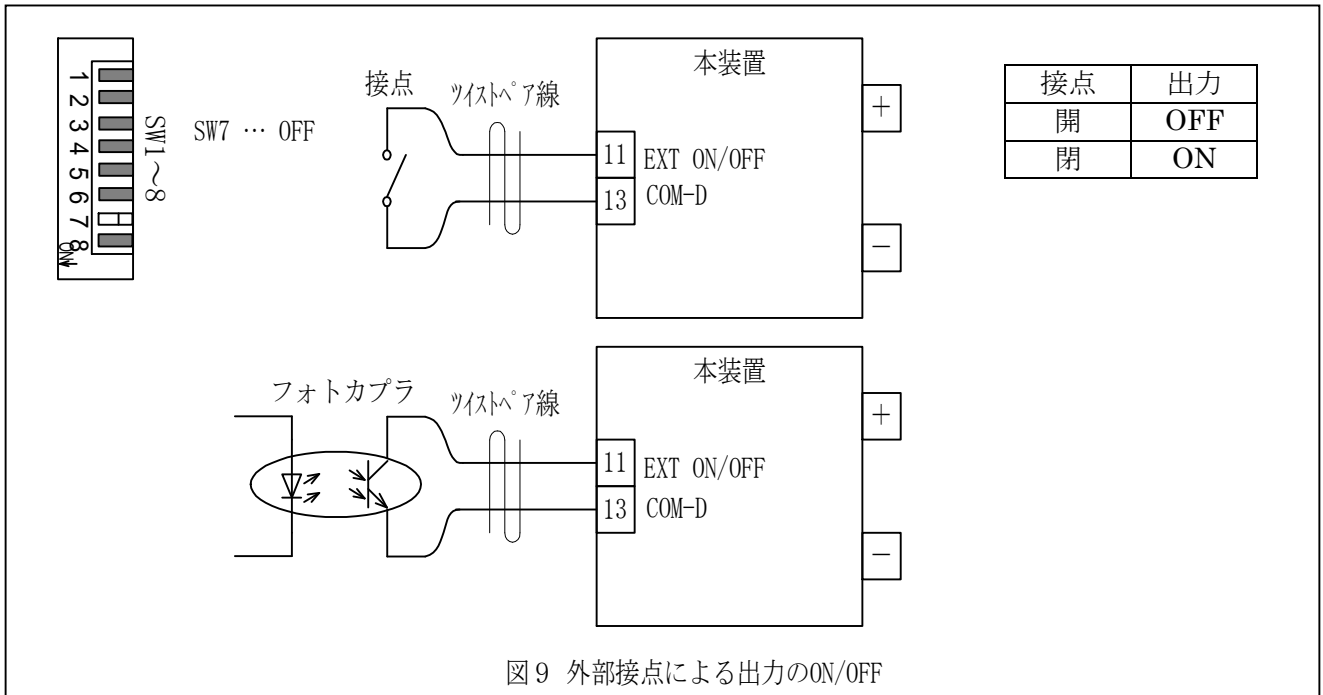 1
2
3
4
5
6
7
8
ON
SW1～8
SW7 … OFF
接点
ﾂｲｽﾄﾍﾟｱ線
本装置
11 EXT ON/OFF
13 COM-D
＋
－
接点 出力
開 OFF
閉 ON
フォトカプラ
ﾂｲｽﾄﾍﾟｱ線
本装置
11 EXT ON/OFF
13 COM-D
＋
－
図9 外部接点による出力のON/OFF